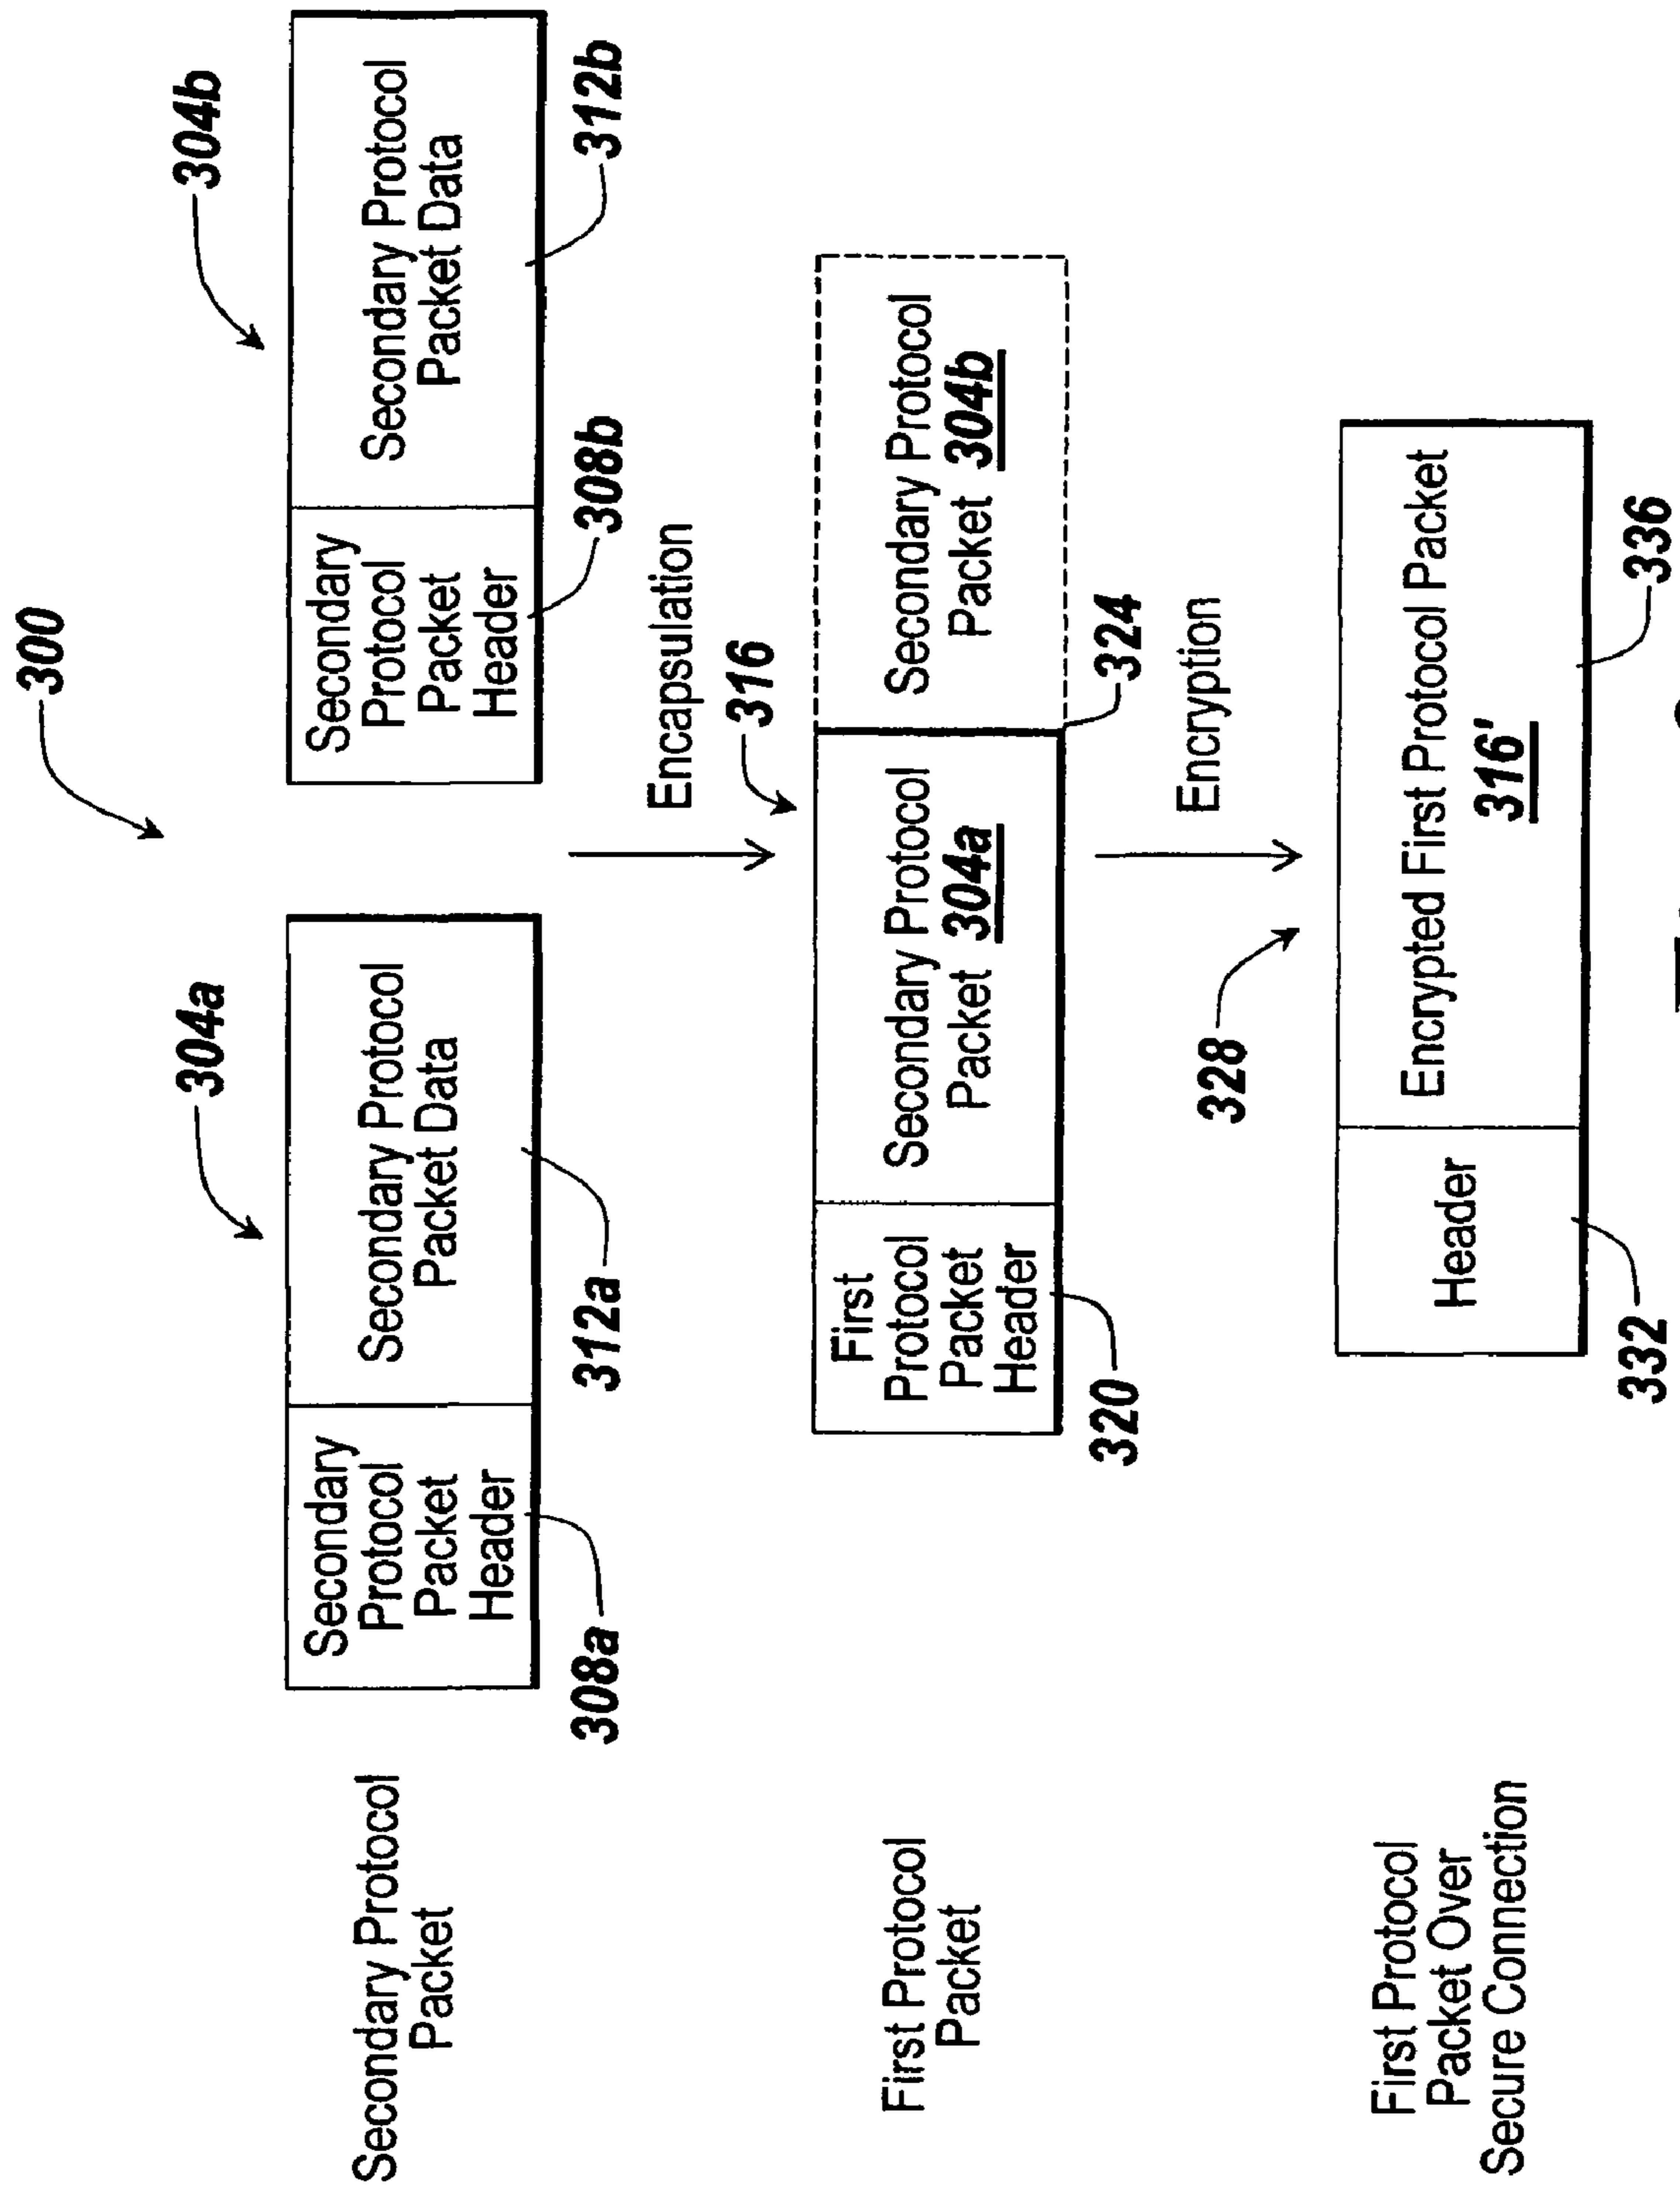 300
304a
304b
Secondary Protocol
Packet
Secondary
Protocol
Packet
Header
Secondary Protocol
Packet Data
Secondary
Protocol
Packet
Header
Secondary Protocol
Packet Data
308a
312a
308b
312b
Encapsulation
316
First Protocol
Packet
First
Protocol
Packet
Header
Secondary Protocol
Packet 304a
Secondary Protocol
Packet 304b
320
324
328
Encryption
First Protocol
Packet Over
Secure Connection
Header
Encrypted First Protocol Packet
316'
332
336